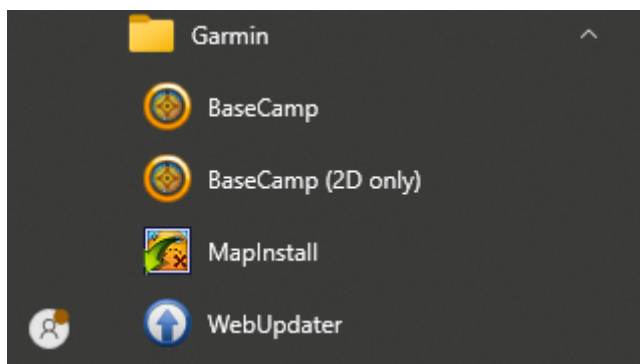 Garmin
BaseCamp
BaseCamp (2D only)
MapInstall
WebUpdater